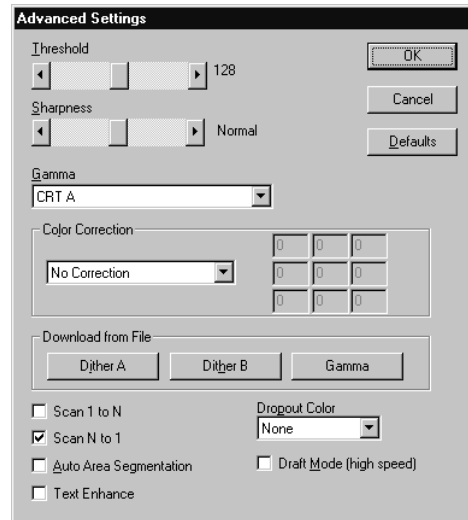 Advanced Settings
Threshold
128
OK
Sharpness
Normal
Cancel
Defaults
Gamma
CRT A
Color Correction
No Correction
0 0 0
0 0 0
0 0 0
Download from File
Dither A Dither B Gamma
Scan 1 to N
Scan N to 1
Auto Area Segmentation
Text Enhance
Dropout Color
None
Draft Mode (high speed)